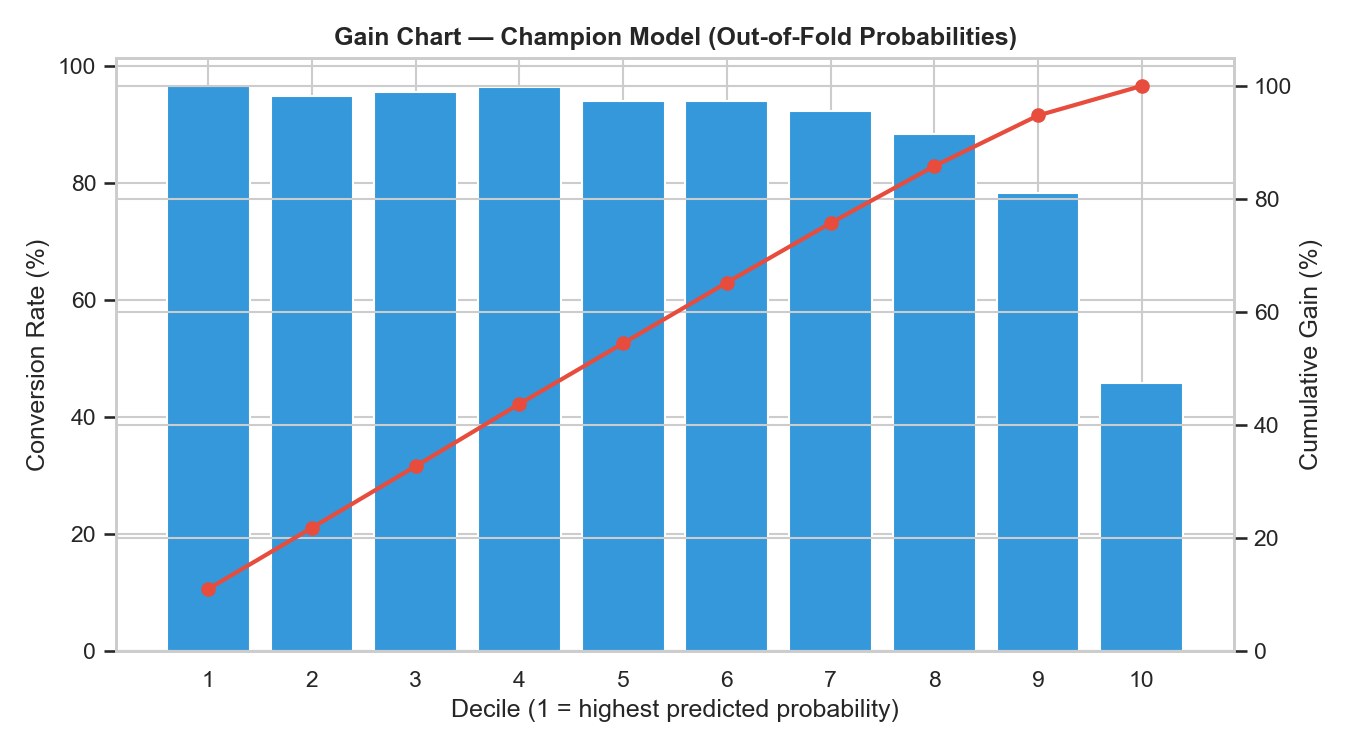 Gain Chart — Champion Model (Out-of-Fold Probabilities)
Conversion Rate (%)
100
80
60
40
20
0
1 2 3 4 5 6 7 8 9 10
Decile (1 = highest predicted probability)
100
80
60
40
20
0
Cumulative Gain (%)